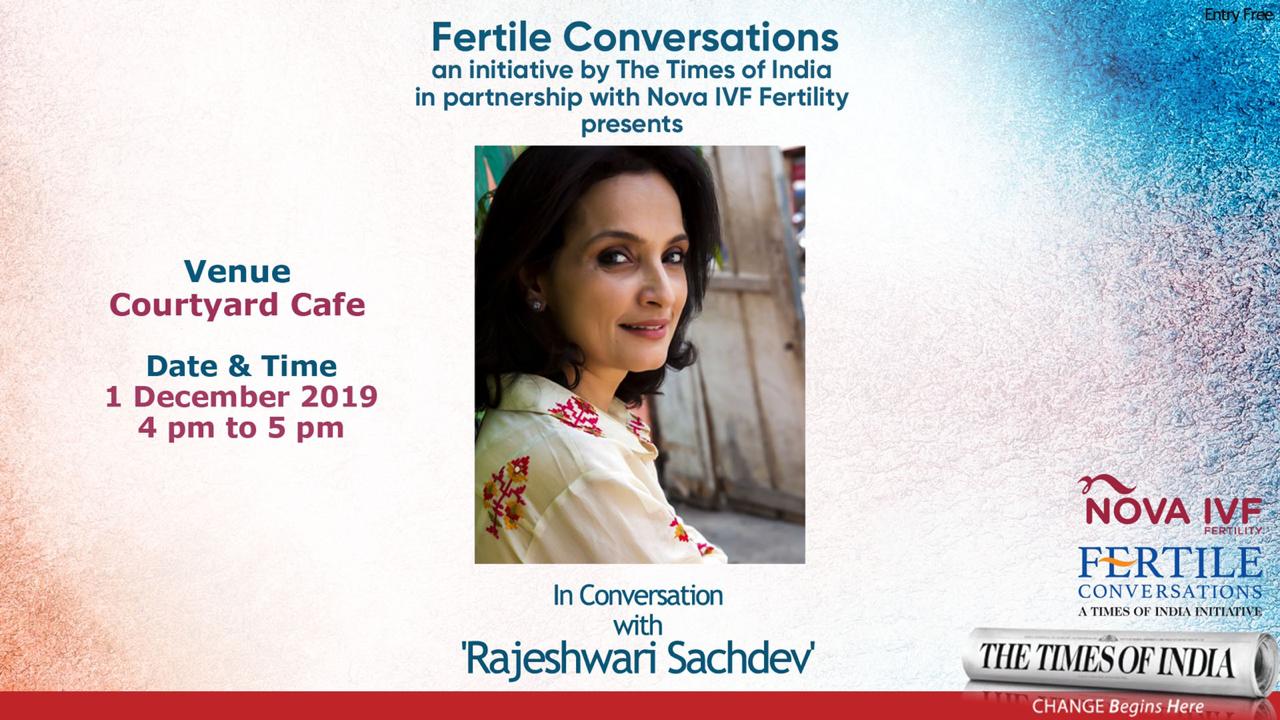 Entry Free
Fertile Conversations
an initiative by The Times of India
in partnership with Nova IVF Fertility
presents
Venue
Courtyard Cafe
Date & Time
1 December 2019
4 pm to 5 pm
In Conversation
with
'Rajeshwari Sachdev'
NOVA IVF
FERTILITY
FERTILE
CONVERSATIONS
A TIMES OF INDIA INITIATIVE
THE TIMES OF INDIA
CHANGE Begins Here